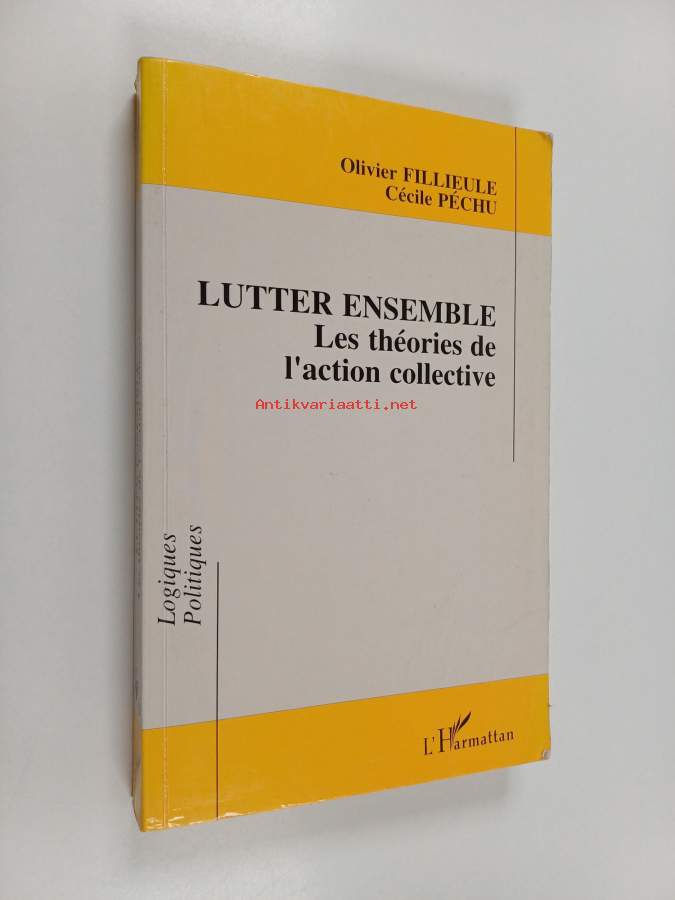 Olivier FILLIEULE
Cécile PÉCHU
LUTTER ENSEMBLE
Les théories de
l'action collective
Antikvariaatti.net
Logiques
Politiques
L'Harmattan